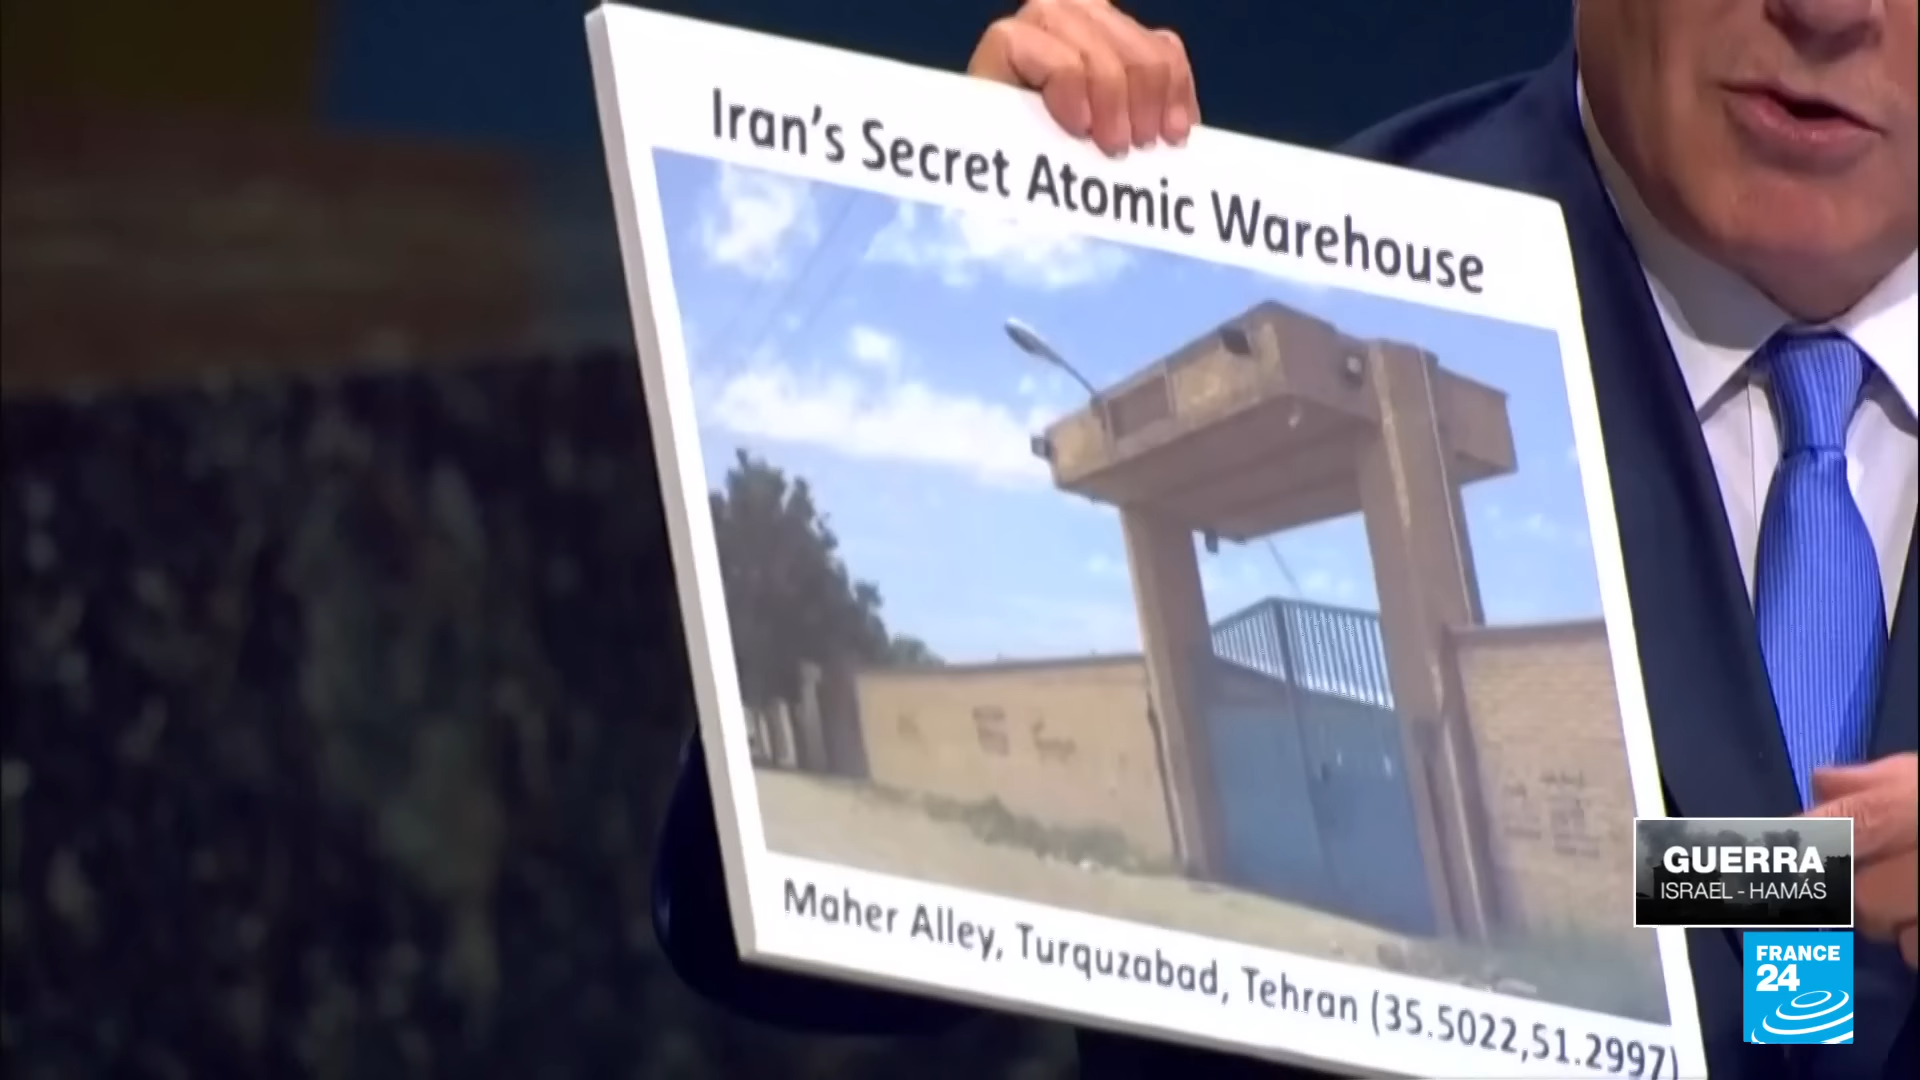 Iran's Secret Atomic Warehouse
Maher Alley, Turquzabad, Tehran (35.5022,51.2997)
GUERRA
ISRAEL - HAMÁS
FRANCE
24